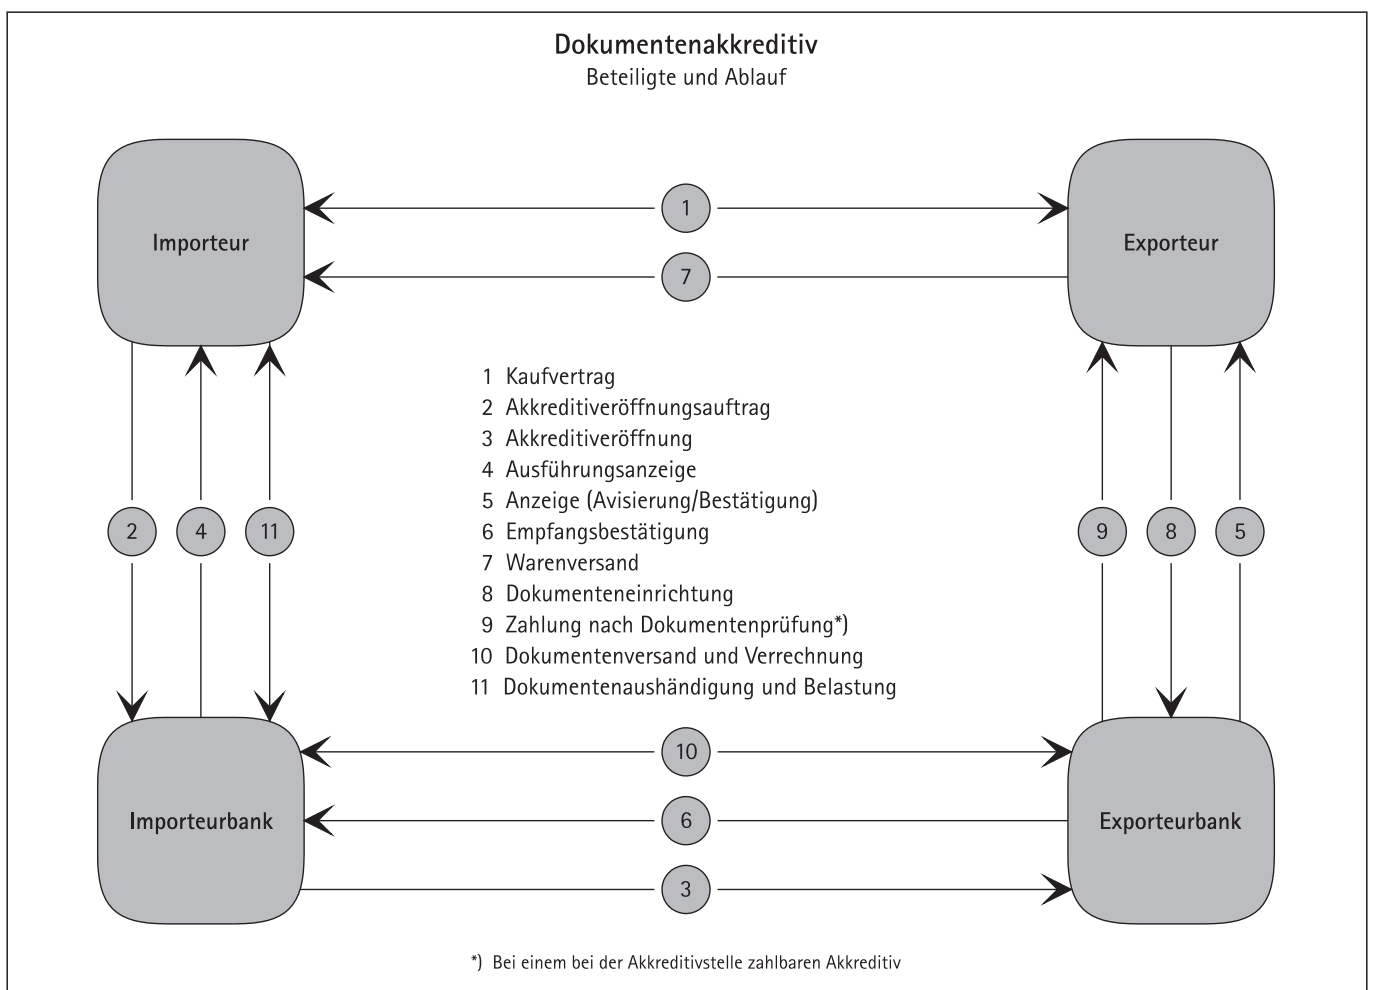 Dokumentenakkreditiv
Beteiligte und Ablauf
Importeur
1
7
Exporteur
1 Kaufvertrag
2 Akkreditiveröffnungsauftrag
3 Akkreditiveröffnung
4 Ausführungsanzeige
5 Anzeige (Avisierung/Bestätigung)
6 Empfangsbestätigung
7 Warenversand
8 Dokumenteneinrichtung
9 Zahlung nach Dokumentenprüfung*)
10 Dokumentenversand und Verrechnung
11 Dokumentenaushändigung und Belastung
2 4 11
9 8 5
Importeurbank
10
6
3
Exporteurbank
*) Bei einem bei der Akkreditivstelle zahlbaren Akkreditiv